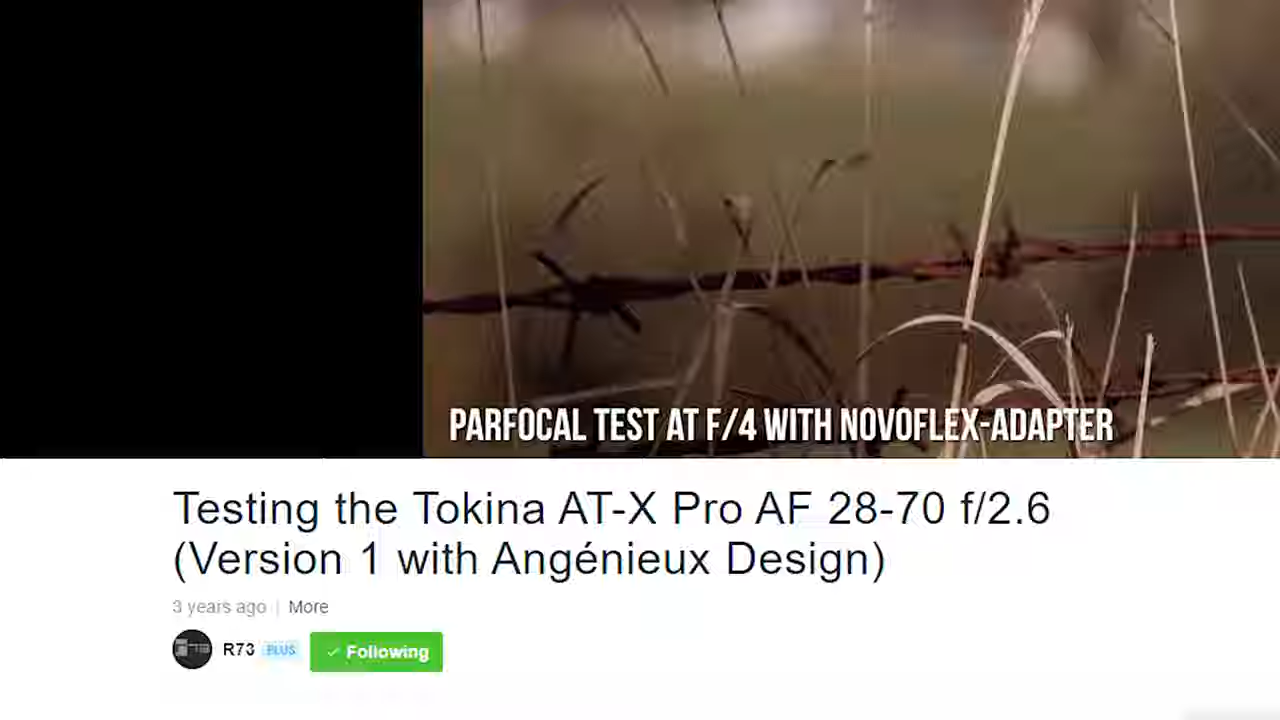 PARFOCAL TEST AT F/4 WITH NOVOFLEX-ADAPTER
Testing the Tokina AT-X Pro AF 28-70 f/2.6
(Version 1 with Angénieux Design)
3 years ago | More
R73 PLUS ✓ Following